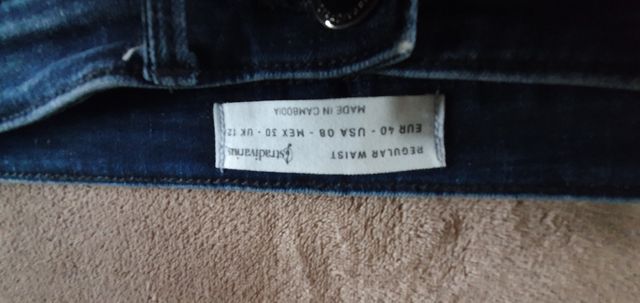 REGULAR WAIST stradivarius
EUR 40 - USA 08 - MEX 30 - UK 12
MADE IN CAMBODIA